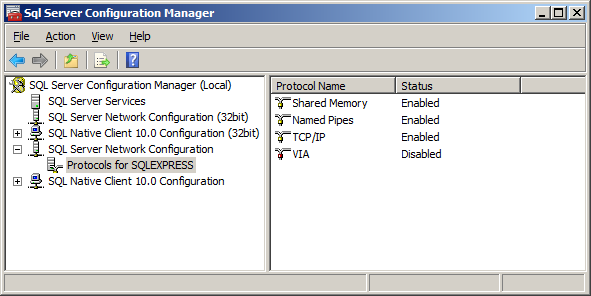 Sql Server Configuration Manager
File Action View Help
SQL Server Configuration Manager (Local)
SQL Server Services
SQL Server Network Configuration (32bit)
SQL Native Client 10.0 Configuration (32bit)
SQL Server Network Configuration
Protocols for SQLEXPRESS
SQL Native Client 10.0 Configuration
Protocol Name Status
Shared Memory Enabled
Named Pipes Enabled
TCP/IP Enabled
VIA Disabled